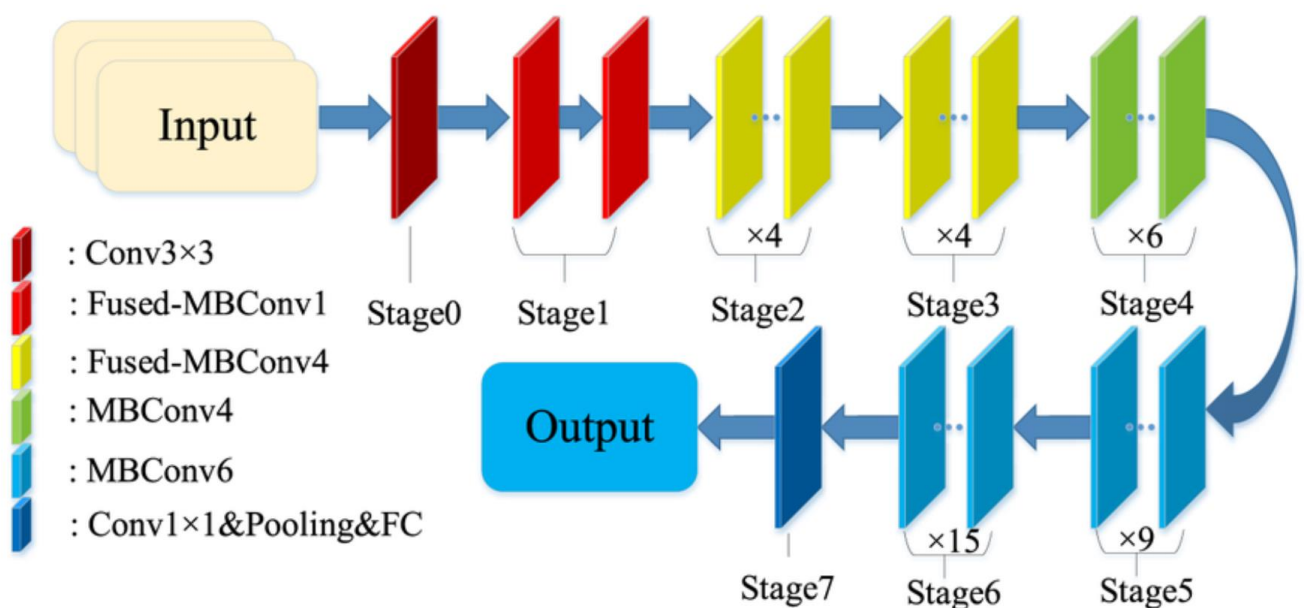 Input
×4
×4
×6
Stage0
Stage1
Stage2
Stage3
Stage4
: Conv3×3
: Fused-MBConv1
: Fused-MBConv4
: MBConv4
: MBConv6
: Conv1×1&Pooling&FC
Output
×15
×9
Stage7
Stage6
Stage5